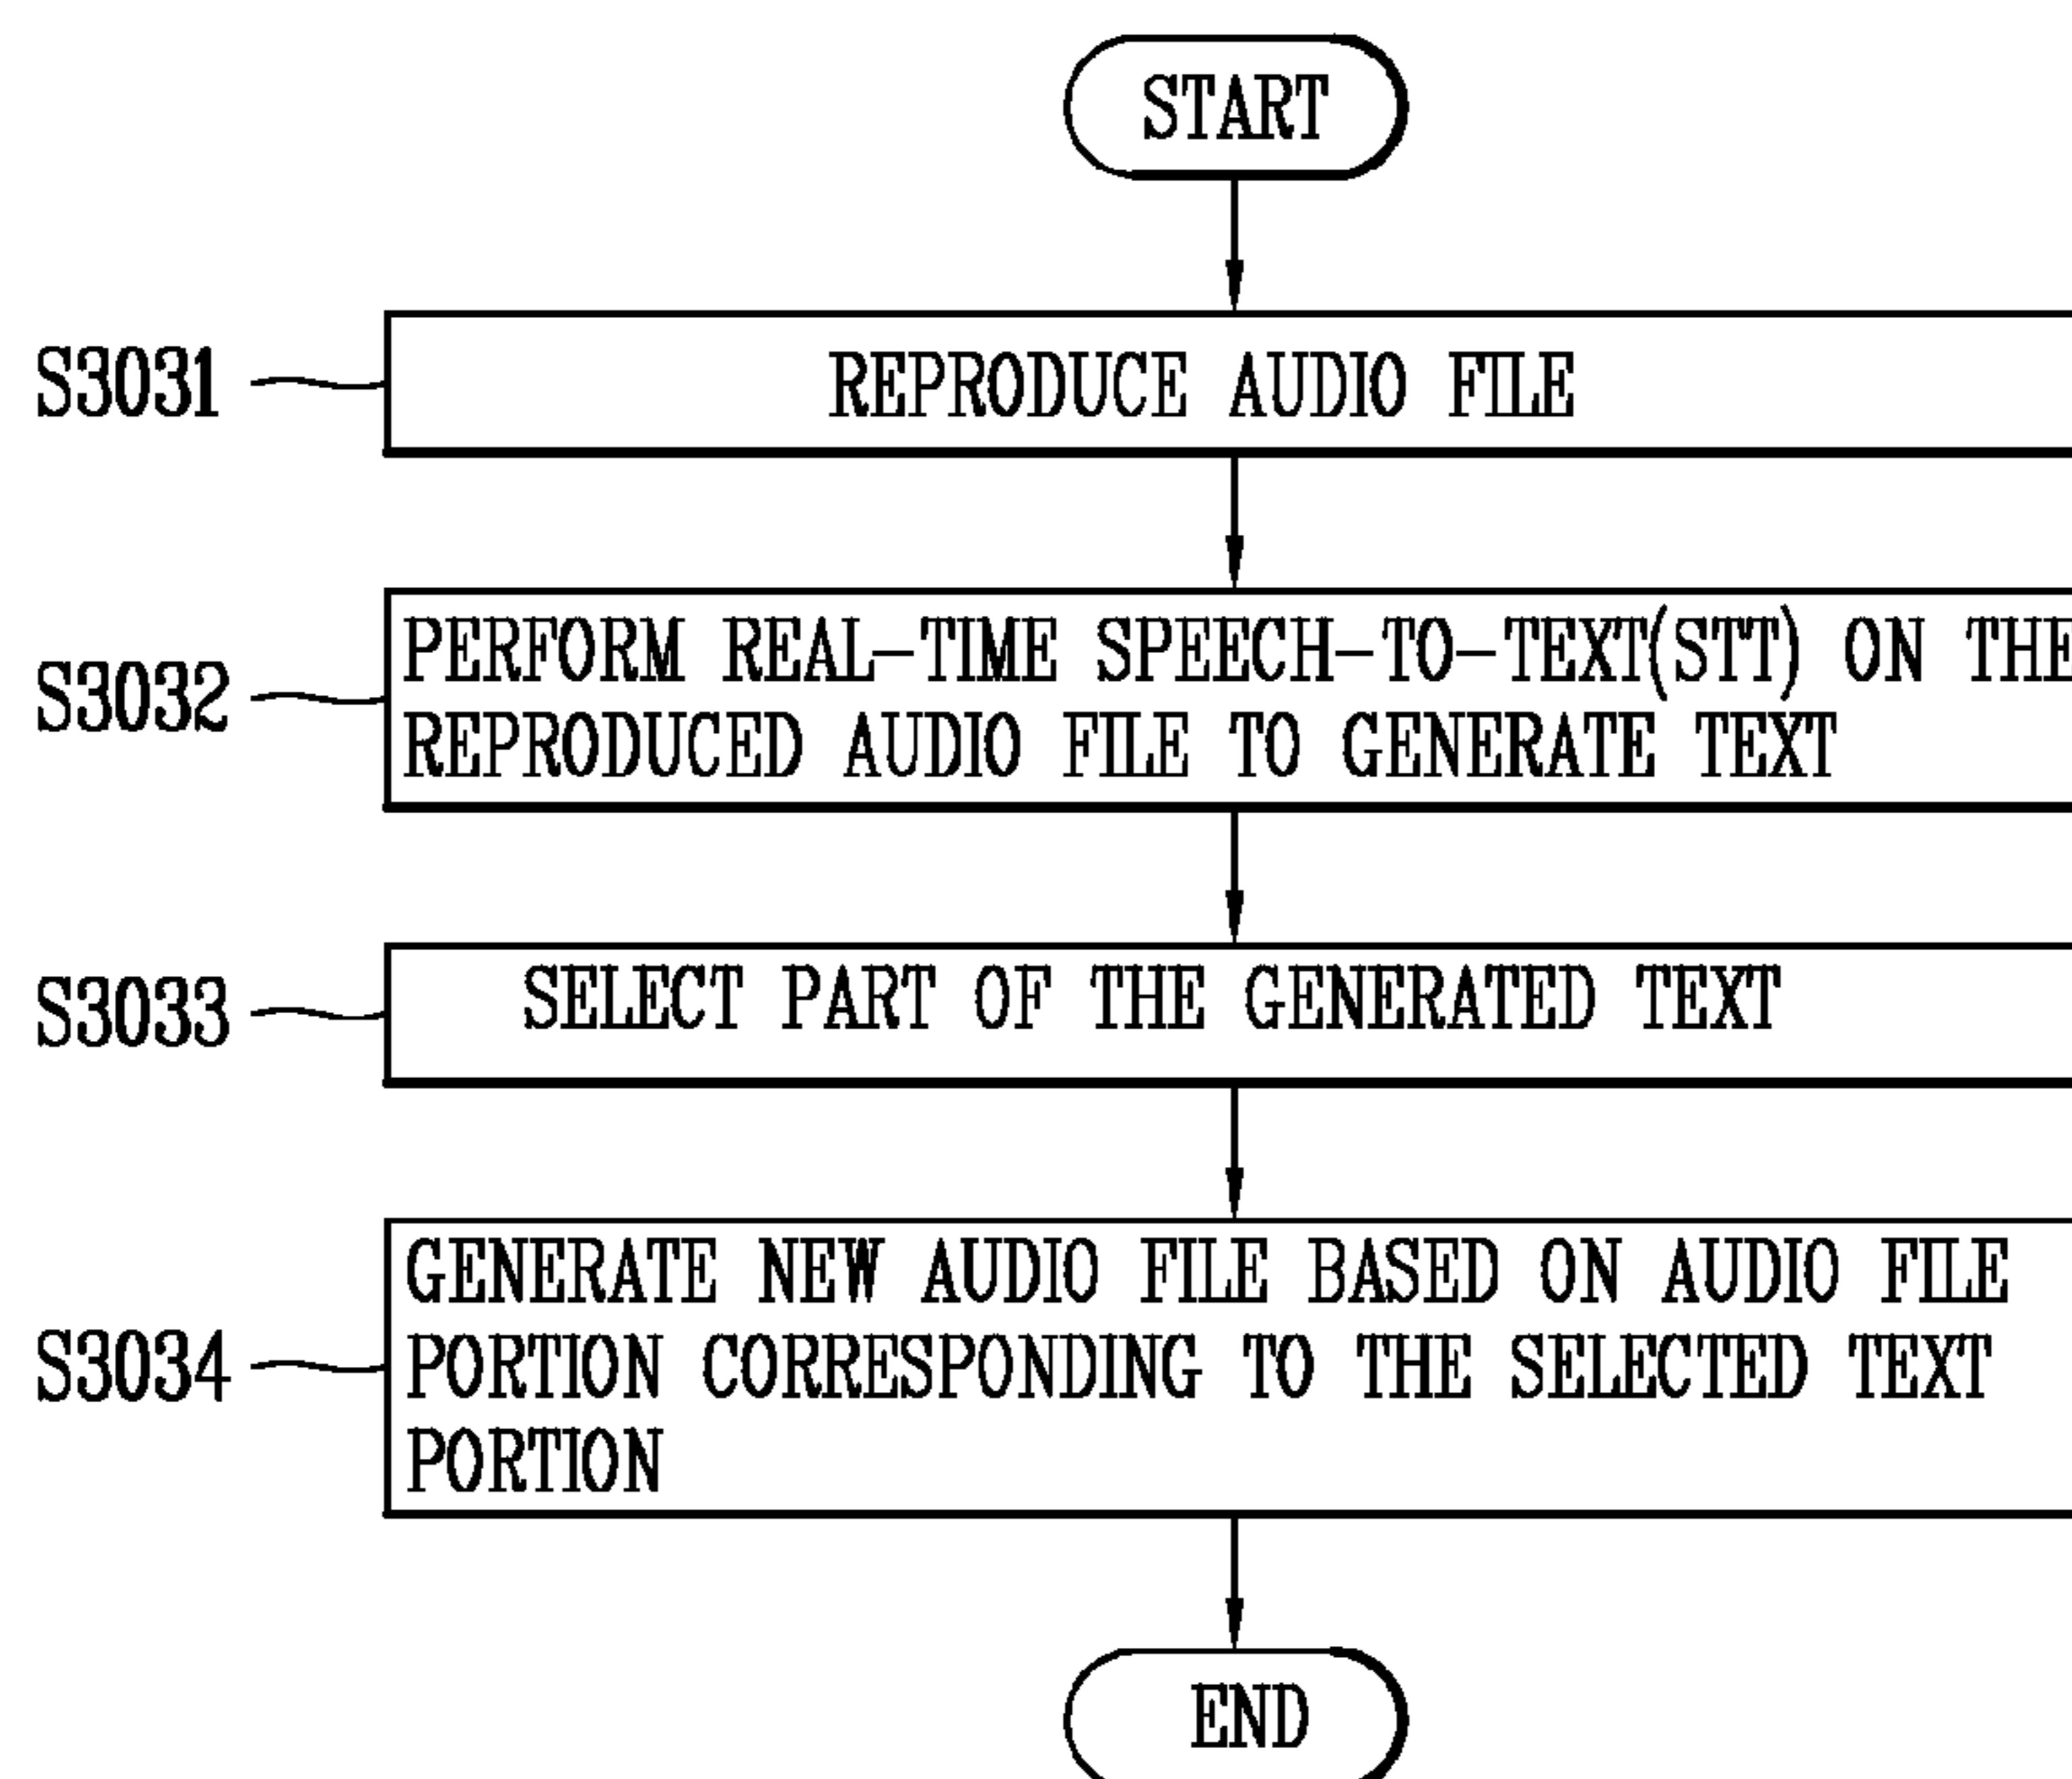 START
S3031
REPRODUCE AUDIO FILE
S3032
PERFORM REAL-TIME SPEECH-TO-TEXT(STT) ON THE
REPRODUCED AUDIO FILE TO GENERATE TEXT
S3033
SELECT PART OF THE GENERATED TEXT
S3034
GENERATE NEW AUDIO FILE BASED ON AUDIO FILE
PORTION CORRESPONDING TO THE SELECTED TEXT
PORTION
END